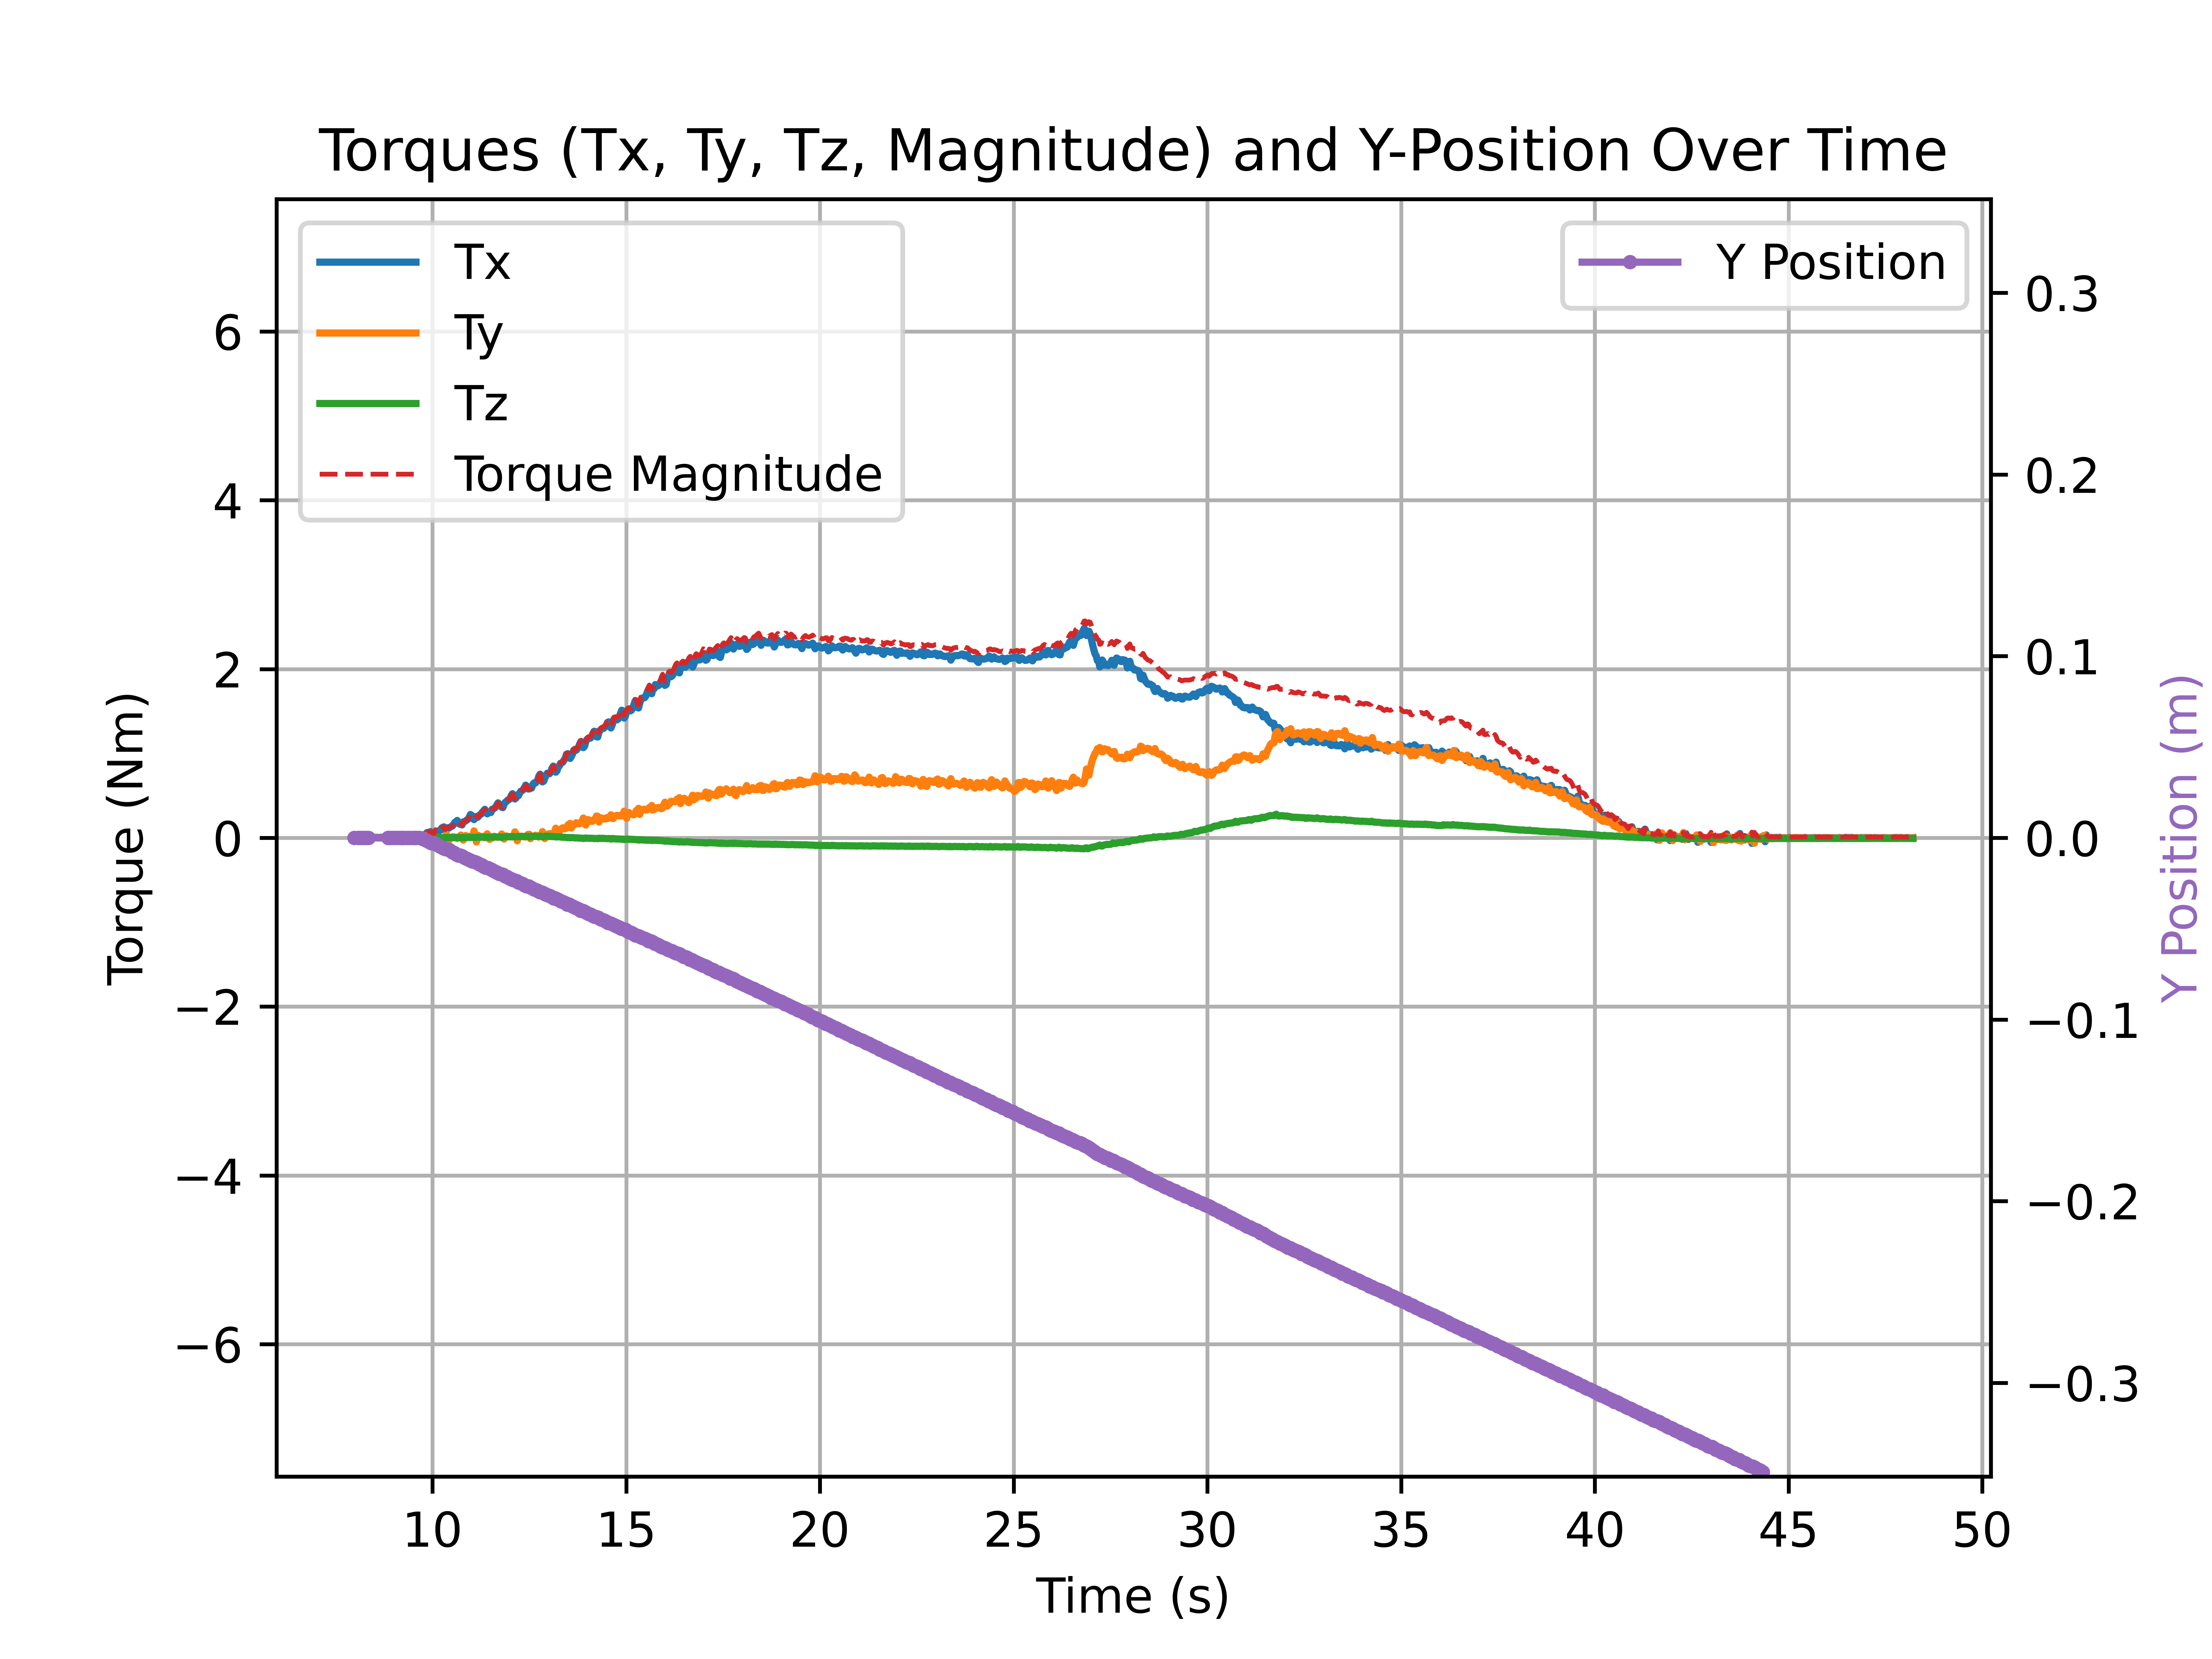 Torques (Tx, Ty, Tz, Magnitude) and Y-Position Over Time
Tx
Ty
Tz
Torque Magnitude
Y Position
6
4
2
0
−2
−4
−6
Torque (Nm)
0.3
0.2
0.1
0.0
−0.1
−0.2
−0.3
Y Position (m)
10 15 20 25 30 35 40 45 50
Time (s)